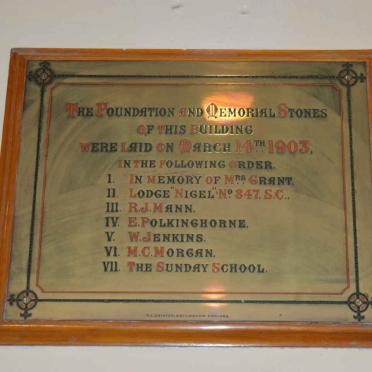 The Foundation and Memorial Stones
of this Building
were laid on March 14th 1903,
in the following order.
I. In memory of Mrs Grant.
II. Lodge "Nigel" No 347, S.C.,
III. R.J. Mann.
IV. E. Polkinghorne.
V. W. Jenkins.
VI. M.C. Morgan.
VII. The Sunday School.